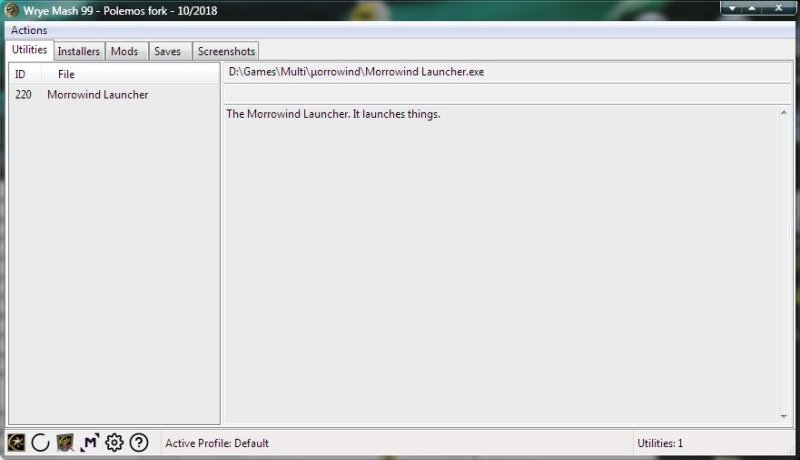 Wrye Mash 99 - Polemos fork - 10/2018
Actions
Utilities Installers Mods Saves Screenshots
ID File
D:\Games\Multi\μorrowind\Morrowind Launcher.exe
220 Morrowind Launcher
The Morrowind Launcher. It launches things.
M ?
Active Profile: Default
Utilities: 1